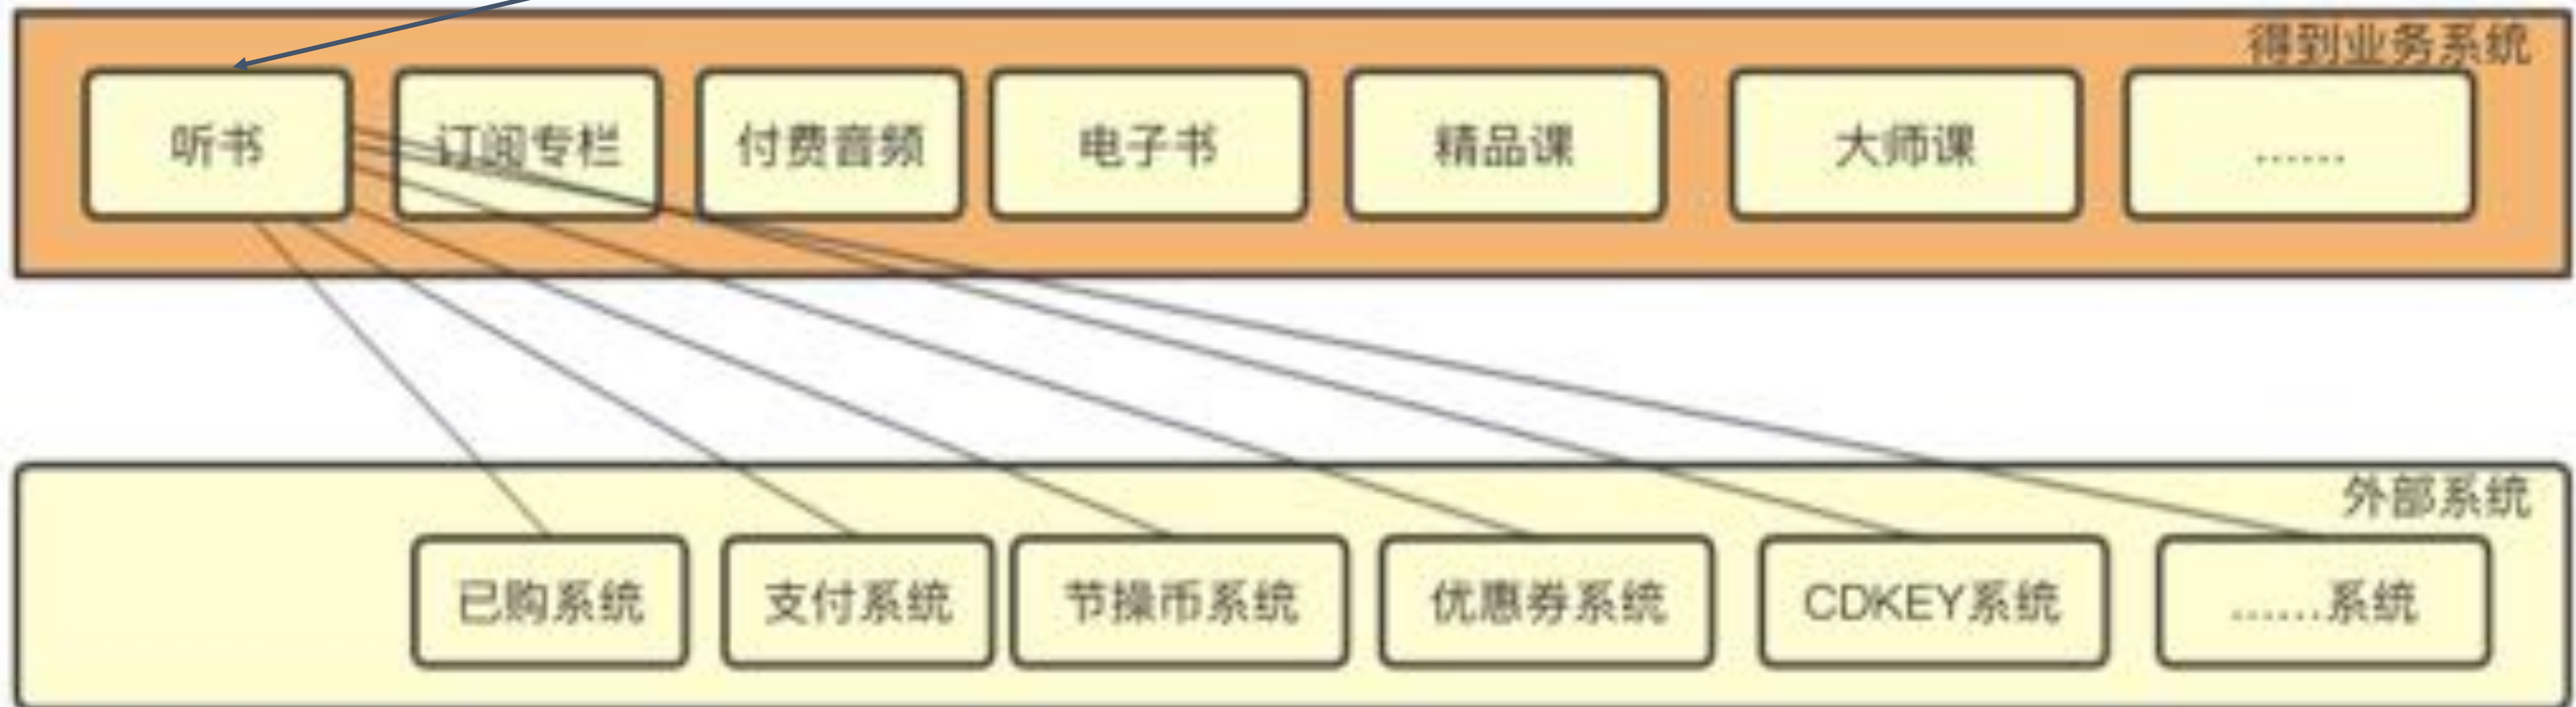 得到业务系统
听书
订阅专栏
付费音频
电子书
精品课
大师课
……
外部系统
已购系统
支付系统
节操币系统
优惠券系统
CDKEY系统
……系统